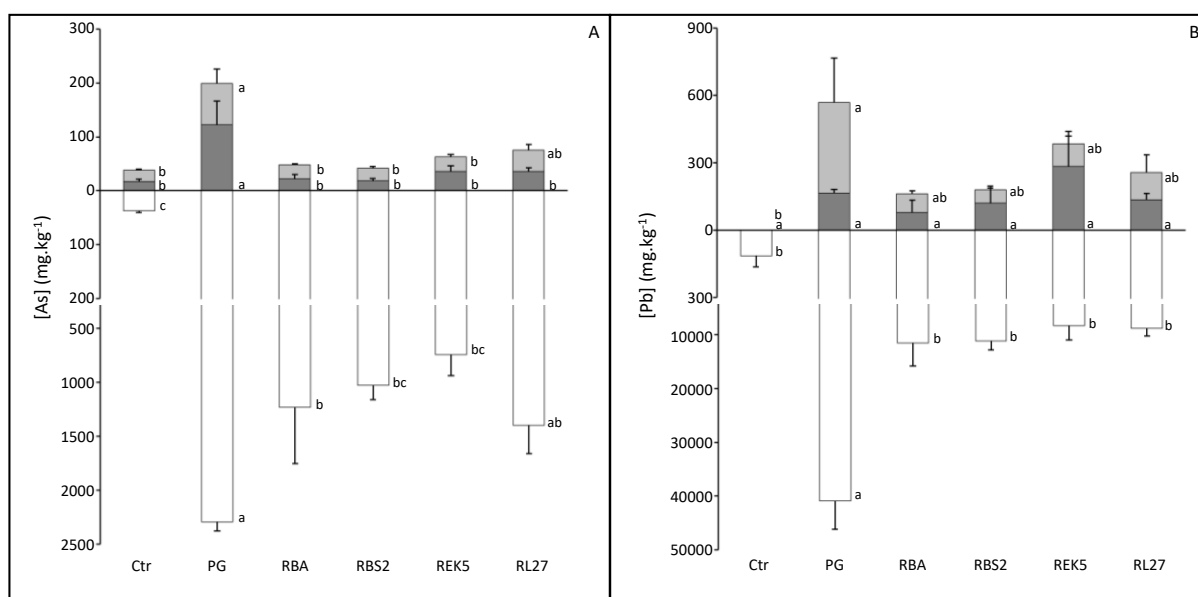 A
[As] (mg.kg⁻¹)
300
200
100
0
100
200
500
1000
1500
2000
2500
b
b
c
a
a
a
b
b
b
b
b
bc
b
b
bc
ab
b
ab
Ctr PG RBA RBS2 REK5 RL27
B
[Pb] (mg.kg⁻¹)
900
600
300
0
300
10000
20000
30000
40000
50000
b
a
b
a
a
a
ab
a
b
ab
a
b
ab
a
b
ab
a
b
Ctr PG RBA RBS2 REK5 RL27